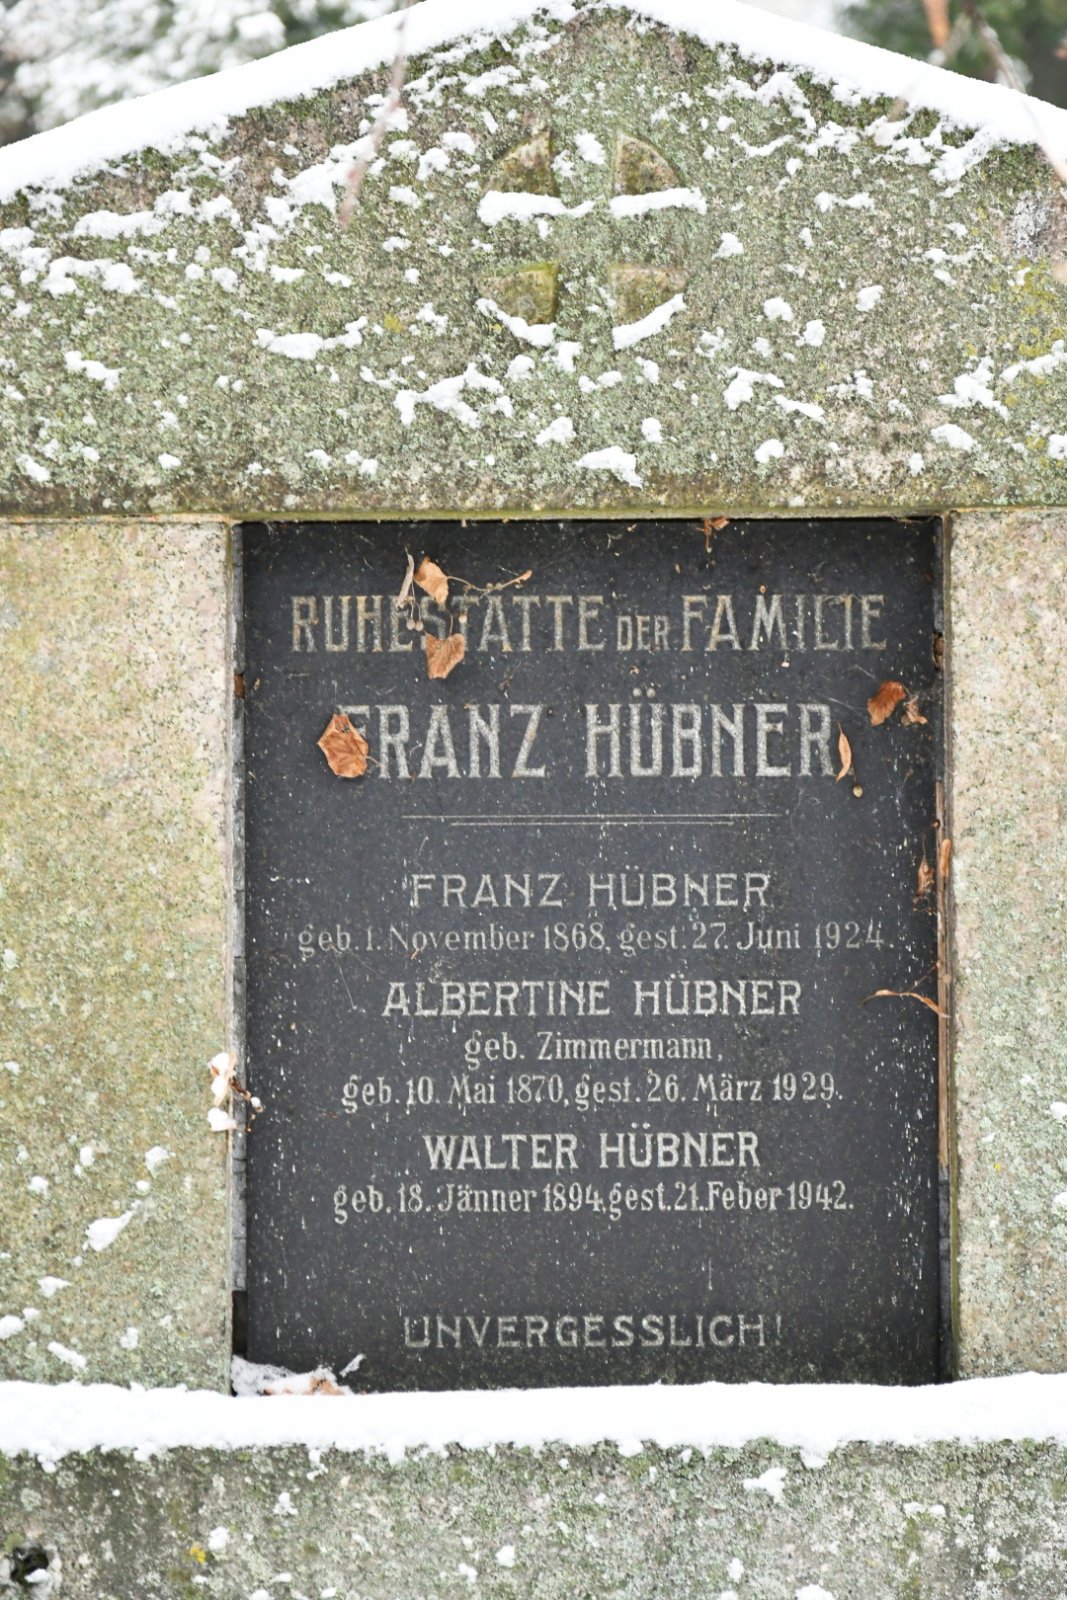 RUHESTÄTTE DER FAMILIE
FRANZ HÜBNER
FRANZ HÜBNER
geb. 1. November 1868, gest. 27. Juni 1924.
ALBERTINE HÜBNER
geb. Zimmermann,
geb. 10. Mai 1870, gest. 26. März 1929.
WALTER HÜBNER
geb. 18. Jänner 1894, gest. 21. Feber 1942.
UNVERGESSLICH!